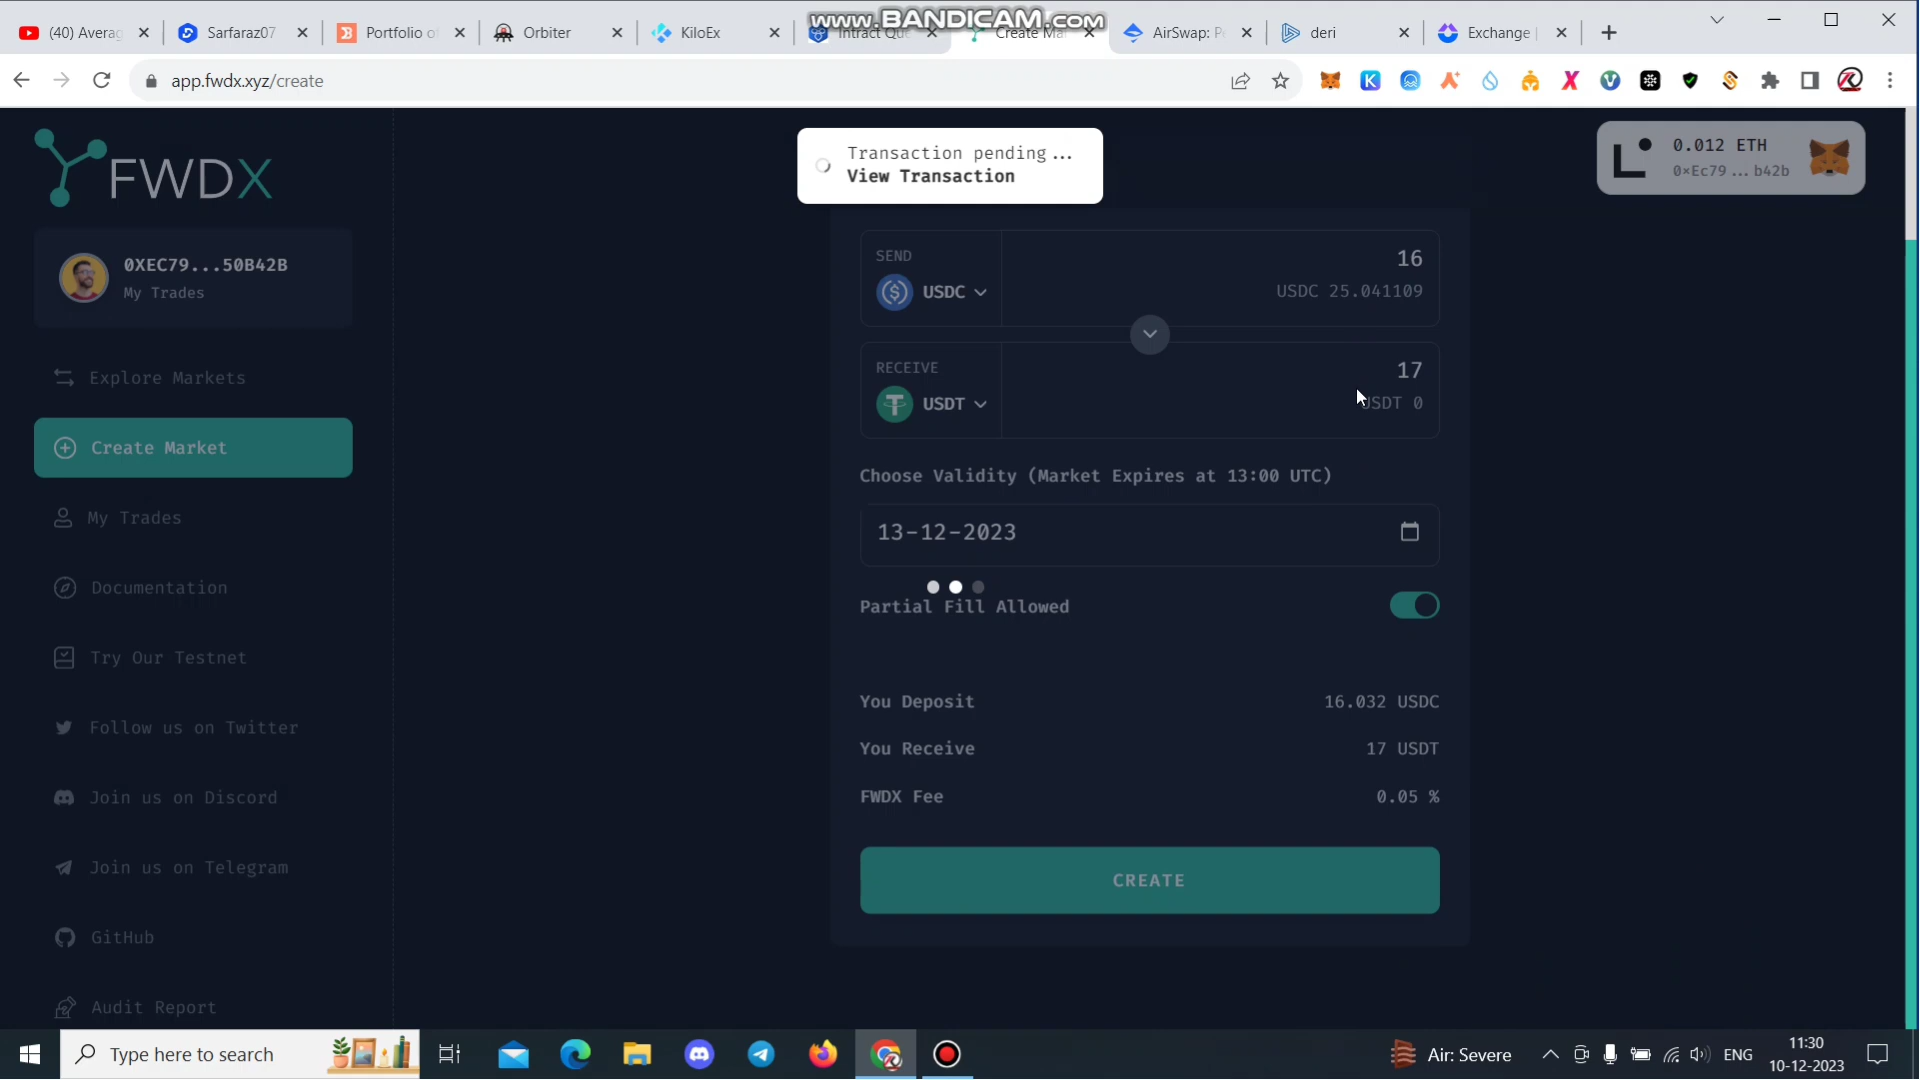 www.BANDICAM.com
(40) Averag
Sarfaraz07
Portfolio o
Orbiter
KiloEx
Intract Que
Create Mar
AirSwap: P
deri
Exchange |
app.fwdx.xyz/create
FWDX
0XEC79...50B42B
My Trades
Explore Markets
Create Market
My Trades
Documentation
Try Our Testnet
Follow us on Twitter
Join us on Discord
Join us on Telegram
GitHub
Audit Report
Transaction pending...
View Transaction
0.012 ETH
0×Ec79...b42b
SEND
16
USDC
USDC 25.041109
RECEIVE
17
USDT
USDT 0
Choose Validity (Market Expires at 13:00 UTC)
13-12-2023
Partial Fill Allowed
You Deposit 16.032 USDC
You Receive 17 USDT
FWDX Fee 0.05 %
CREATE
Type here to search
Air: Severe
ENG
11:30
10-12-2023